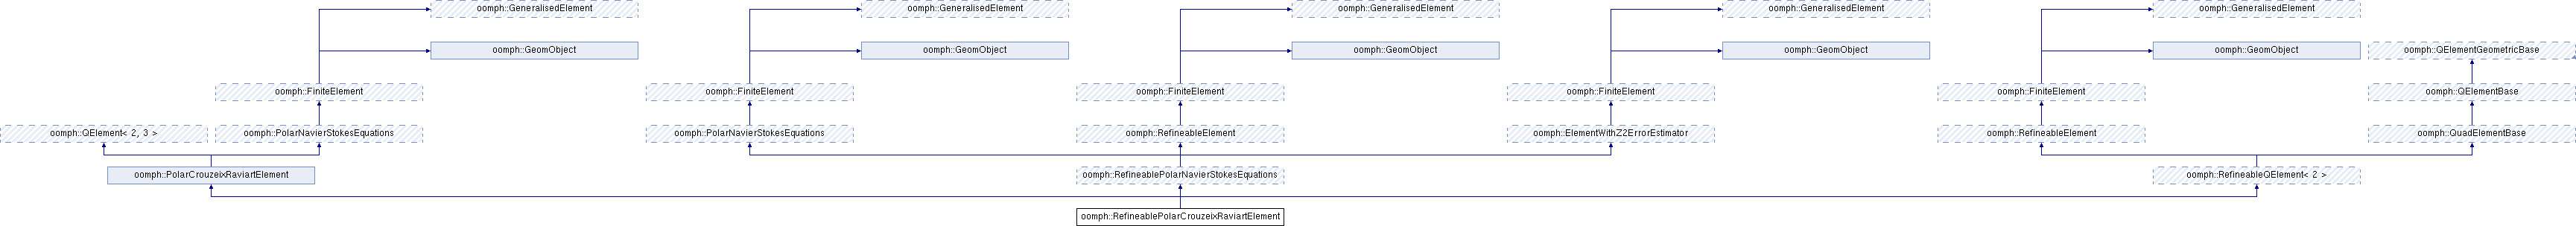 oomph::GeneralisedElement
oomph::GeneralisedElement
oomph::GeneralisedElement
oomph::GeneralisedElement
oomph::GeneralisedElement
oomph::GeomObject
oomph::GeomObject
oomph::GeomObject
oomph::GeomObject
oomph::GeomObject
oomph::QElementGeometricBase
oomph::FiniteElement
oomph::FiniteElement
oomph::FiniteElement
oomph::FiniteElement
oomph::FiniteElement
oomph::QElementBase
oomph::QElement< 2, 3 >
oomph::PolarNavierStokesEquations
oomph::PolarNavierStokesEquations
oomph::RefineableElement
oomph::ElementWithZ2ErrorEstimator
oomph::RefineableElement
oomph::QuadElementBase
oomph::PolarCrouzeixRaviartElement
oomph::RefineablePolarNavierStokesEquations
oomph::RefineableQElement< 2 >
oomph::RefineablePolarCrouzeixRaviartElement